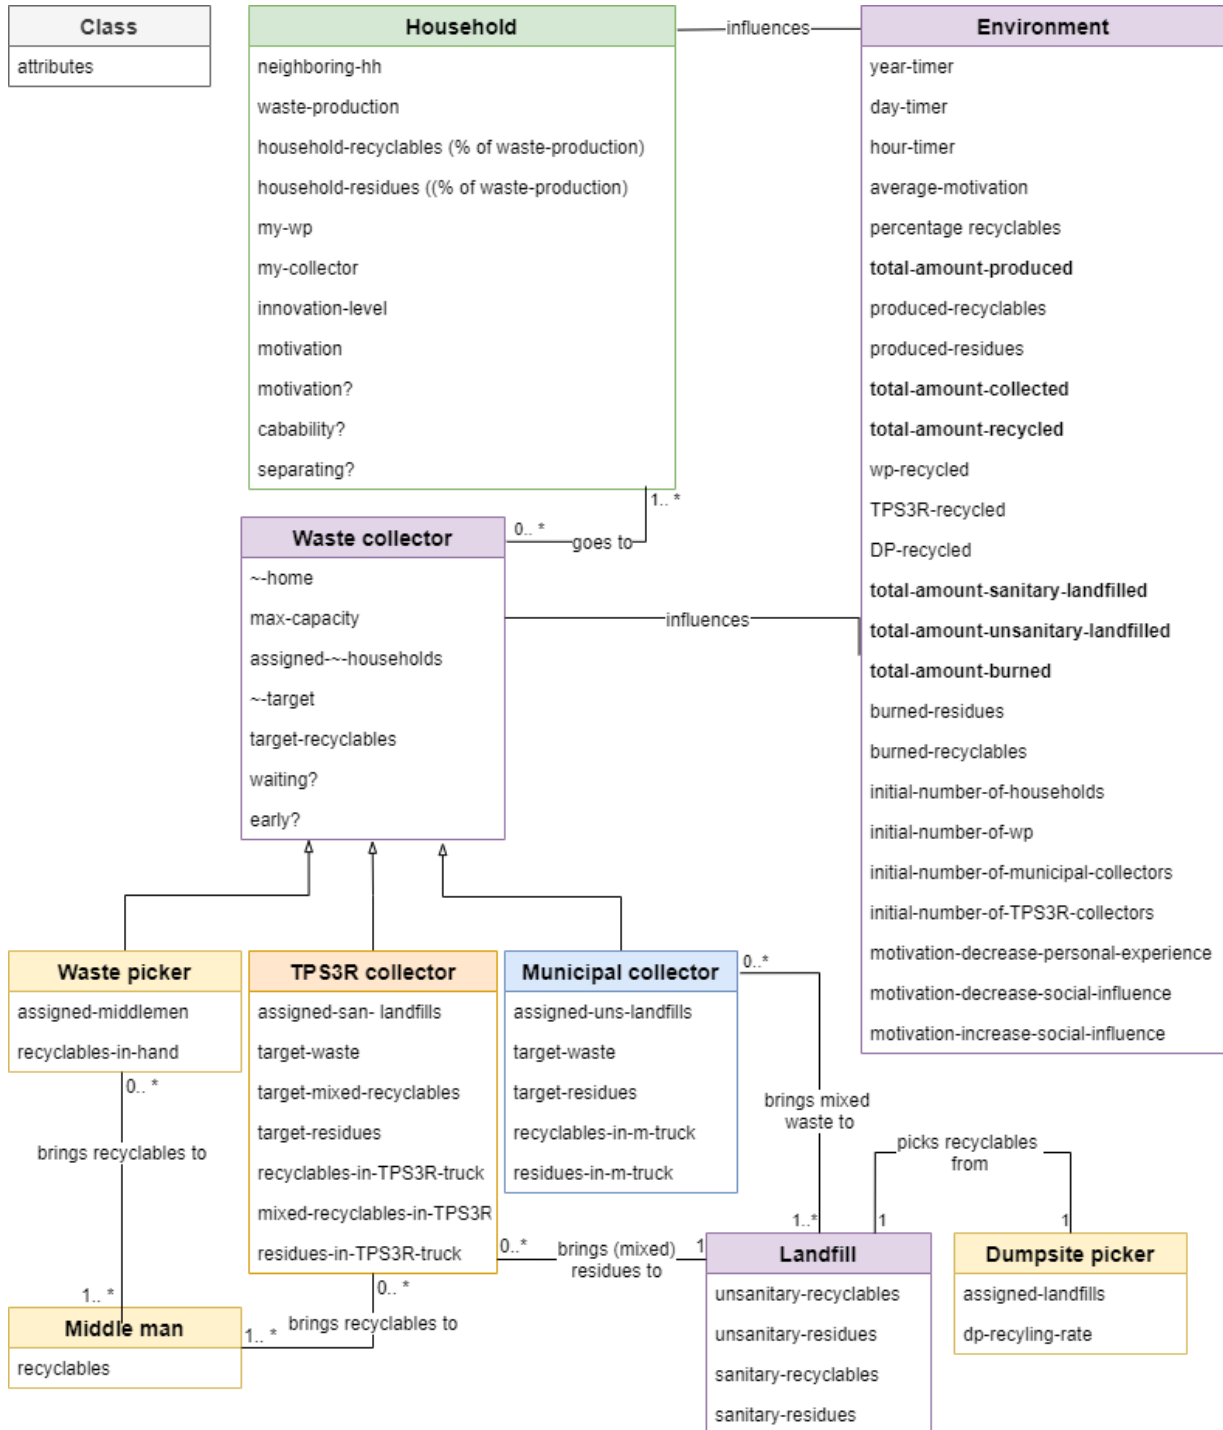 Class
attributes
Household
neighboring-hh
waste-production
household-recyclables (% of waste-production)
household-residues ((% of waste-production)
my-wp
my-collector
innovation-level
motivation
motivation?
cabability?
separating?
influences
Environment
year-timer
day-timer
hour-timer
average-motivation
percentage recyclables
total-amount-produced
produced-recyclables
produced-residues
total-amount-collected
total-amount-recycled
wp-recycled
TPS3R-recycled
DP-recycled
total-amount-sanitary-landfilled
total-amount-unsanitary-landfilled
total-amount-burned
burned-residues
burned-recyclables
initial-number-of-households
initial-number-of-wp
initial-number-of-municipal-collectors
initial-number-of-TPS3R-collectors
motivation-decrease-personal-experience
motivation-decrease-social-influence
motivation-increase-social-influence
1.. *
0.. *
goes to
Waste collector
~-home
max-capacity
assigned-~-households
~-target
target-recyclables
waiting?
early?
influences
Waste picker
assigned-middlemen
recyclables-in-hand
TPS3R collector
assigned-san- landfills
target-waste
target-mixed-recyclables
target-residues
recyclables-in-TPS3R-truck
mixed-recyclables-in-TPS3R
residues-in-TPS3R-truck
Municipal collector
assigned-uns-landfills
target-waste
target-residues
recyclables-in-m-truck
residues-in-m-truck
0..*
brings mixed
waste to
1..*
0.. *
brings recyclables to
1.. *
picks recyclables
from
1
1
0..*
brings (mixed)
residues to
1
0.. *
brings recyclables to
1.. *
Middle man
recyclables
Landfill
unsanitary-recyclables
unsanitary-residues
sanitary-recyclables
sanitary-residues
Dumpsite picker
assigned-landfills
dp-recyling-rate